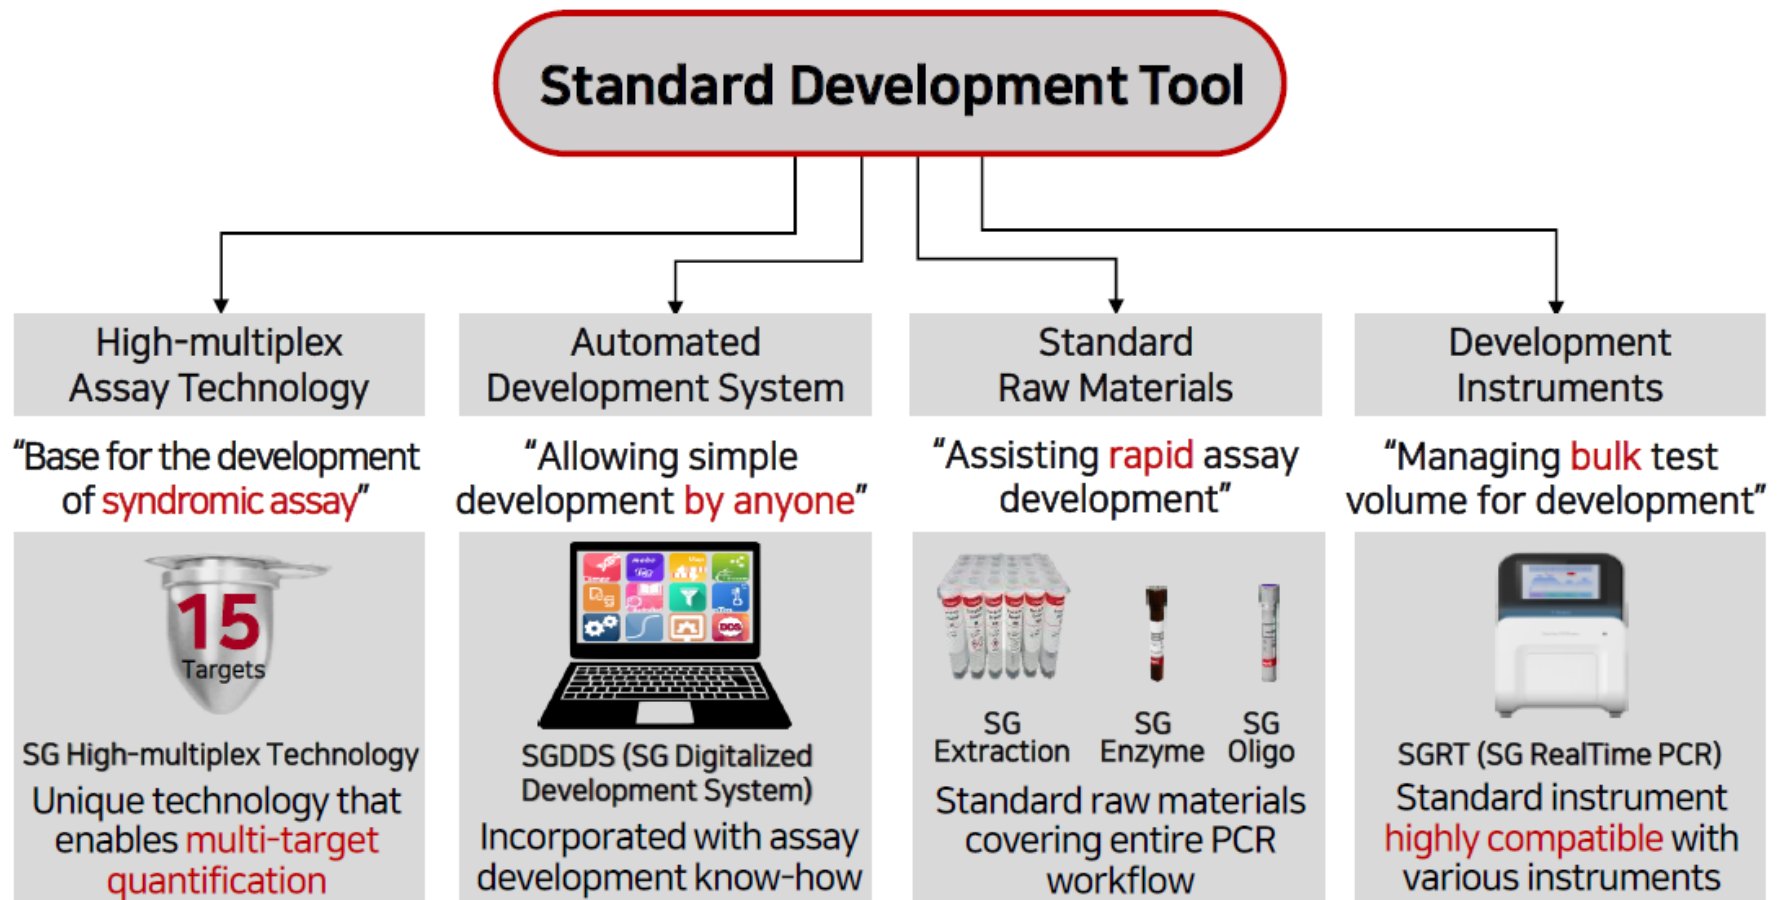 Standard Development Tool
High-multiplex
Assay Technology
“Base for the development
of syndromic assay”
15
Targets
SG High-multiplex Technology
Unique technology that
enables multi-target
quantification
Automated
Development System
“Allowing simple
development by anyone”
DDS
SGDDS (SG Digitalized
Development System)
Incorporated with assay
development know-how
Standard
Raw Materials
“Assisting rapid assay
development”
SG
Extraction
SG
Enzyme
SG
Oligo
Standard raw materials
covering entire PCR
workflow
Development
Instruments
“Managing bulk test
volume for development”
SGRT (SG RealTime PCR)
Standard instrument
highly compatible with
various instruments